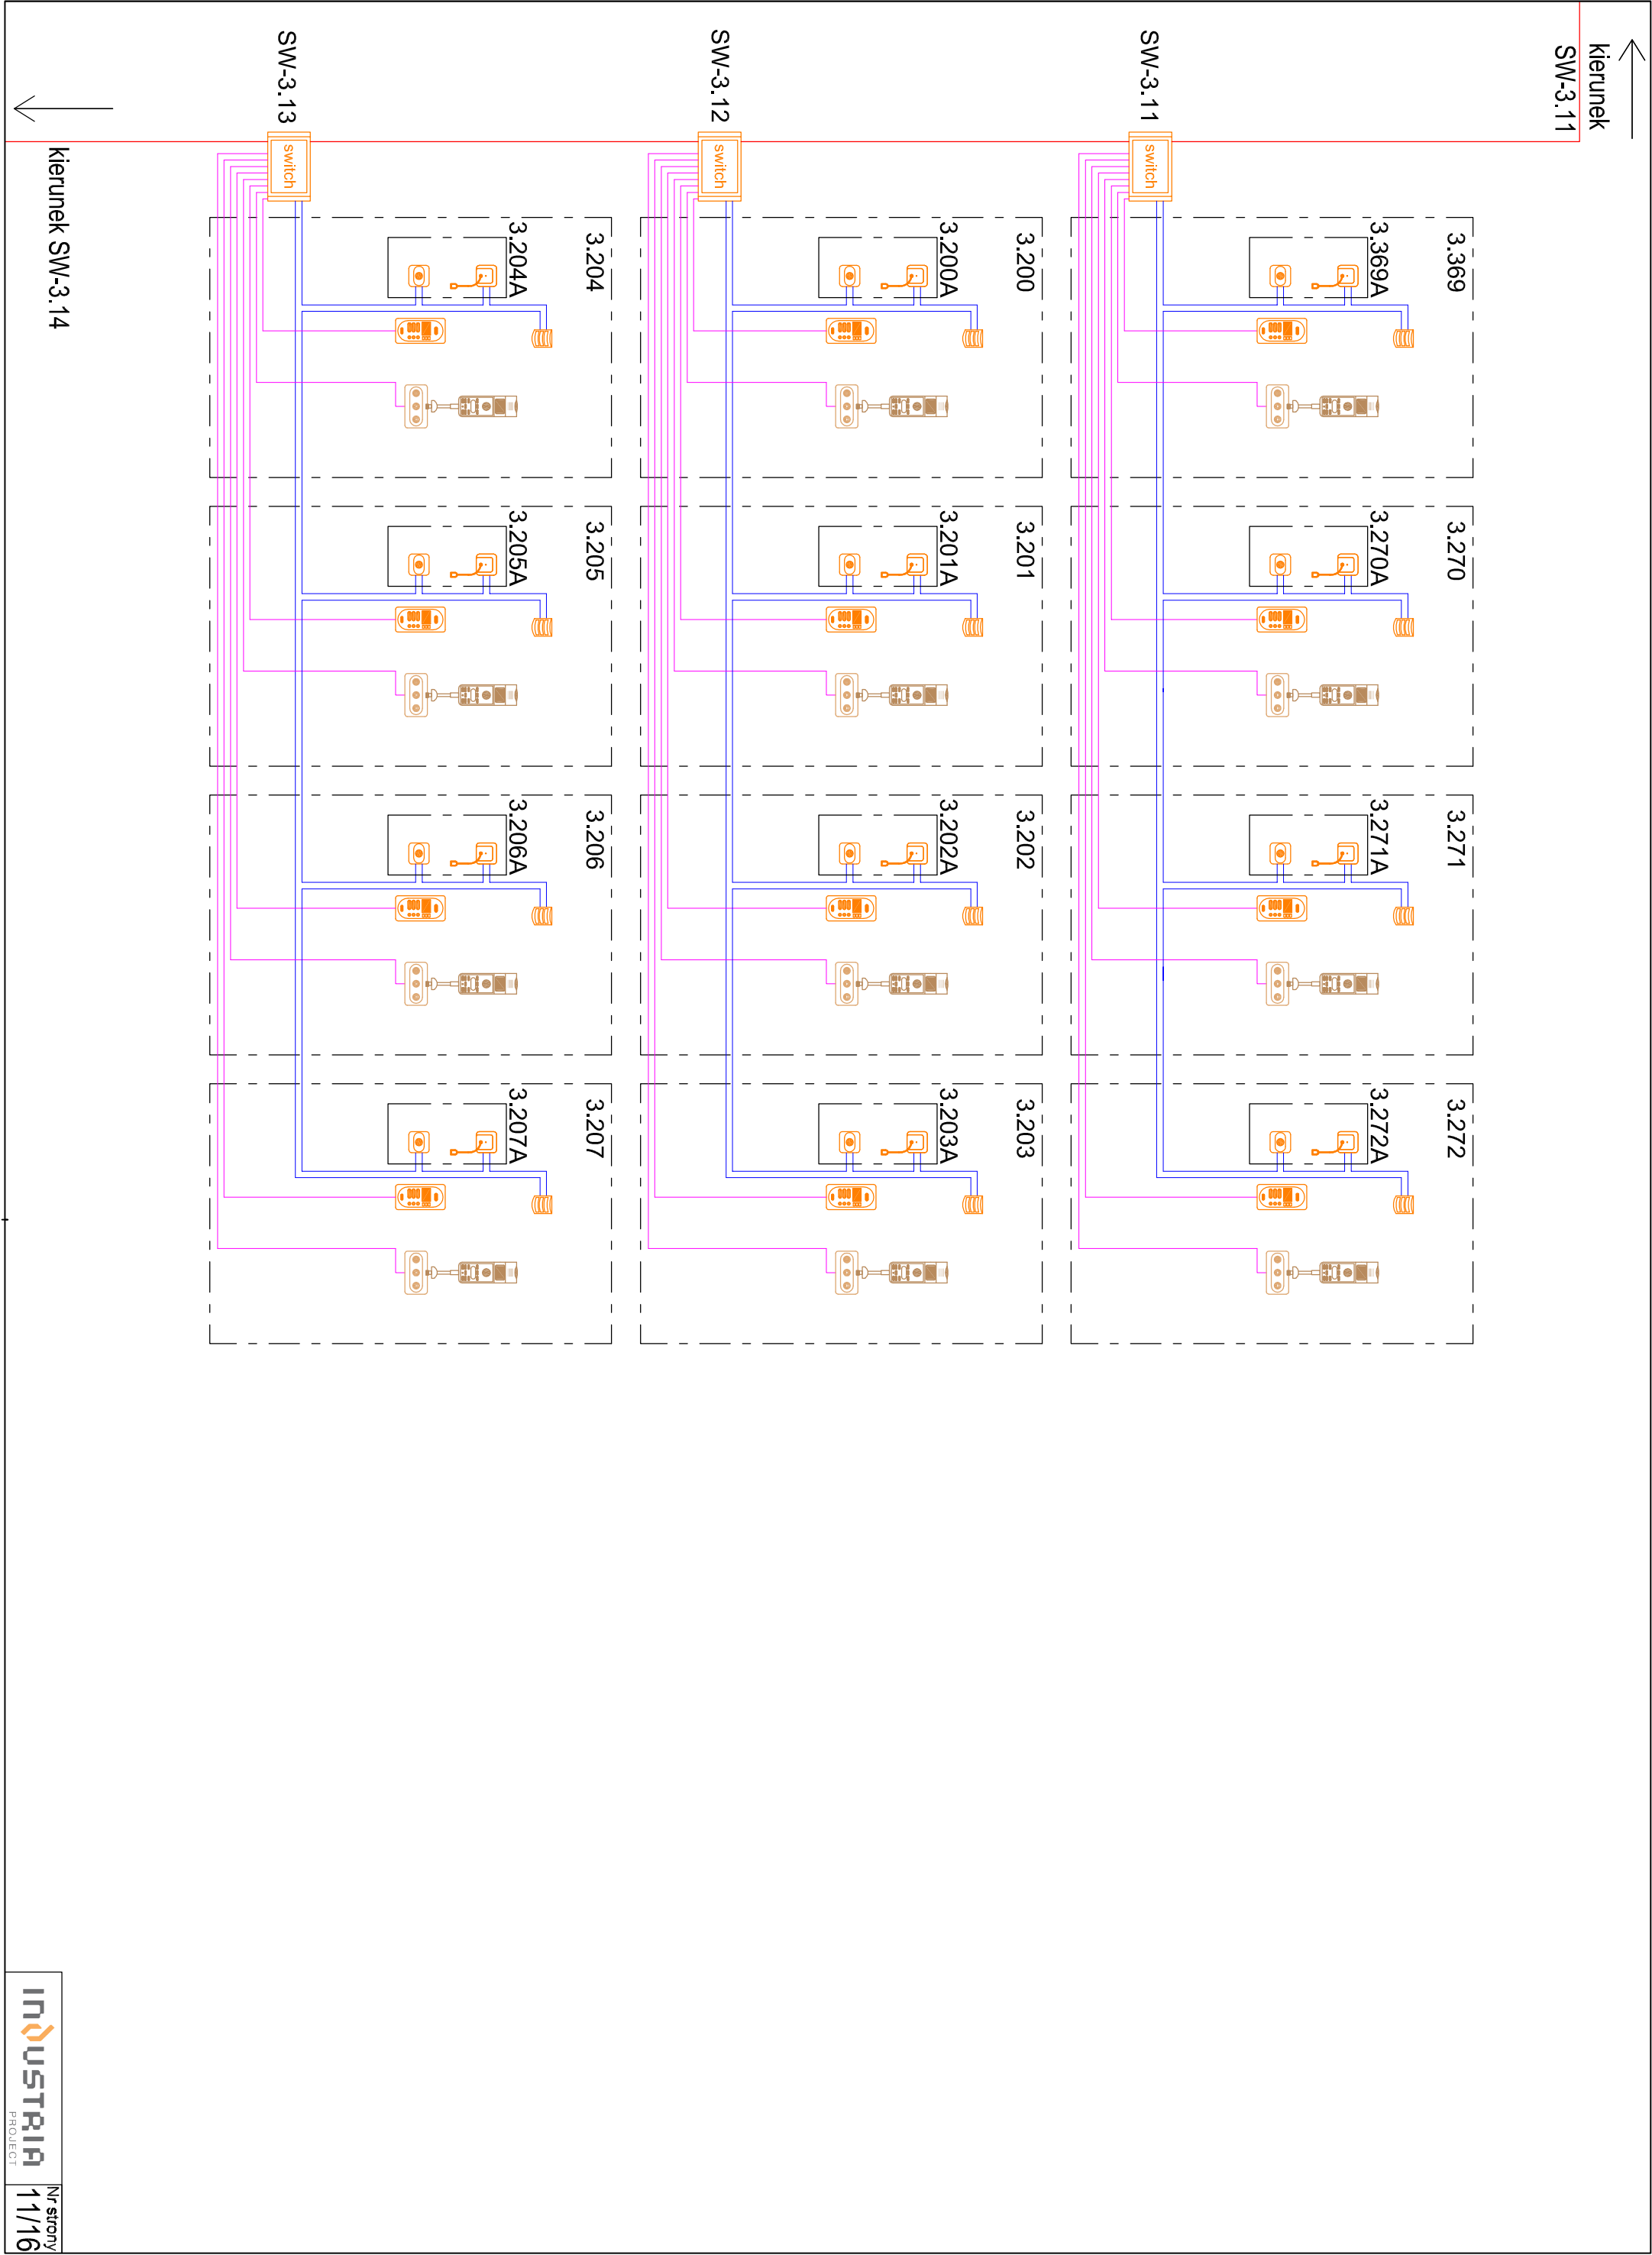 kierunek
SW-3.11
SW-3.11
switch
3.369
3.369A
3.270
3.270A
3.271
3.271A
3.272
3.272A
SW-3.12
switch
3.200
3.200A
3.201
3.201A
3.202
3.202A
3.203
3.203A
SW-3.13
switch
3.204
3.204A
3.205
3.205A
3.206
3.206A
3.207
3.207A
kierunek SW-3.14
INDUSTRIA
PROJECT
Nr strony
11/16